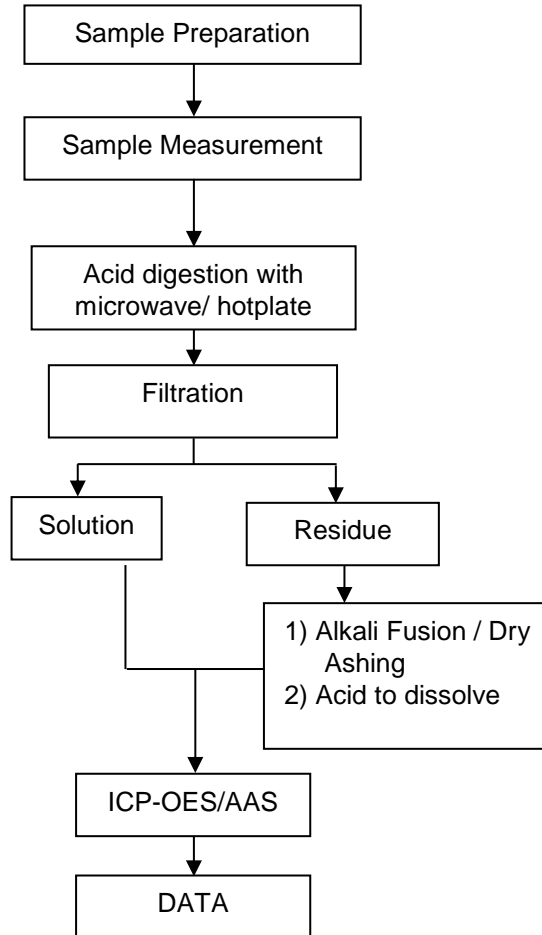 Sample Preparation
Sample Measurement
Acid digestion with
microwave/ hotplate
Filtration
Solution
Residue
1) Alkali Fusion / Dry
Ashing
2) Acid to dissolve
ICP-OES/AAS
DATA